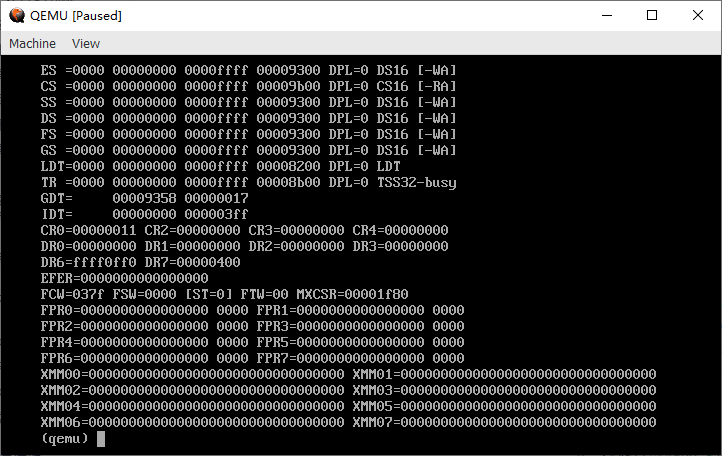 QEMU [Paused]
Machine View
ES =0000 00000000 0000ffff 00009300 DPL=0 DS16 [-WA]
CS =0000 00000000 0000ffff 00009b00 DPL=0 CS16 [-RA]
SS =0000 00000000 0000ffff 00009300 DPL=0 DS16 [-WA]
DS =0000 00000000 0000ffff 00009300 DPL=0 DS16 [-WA]
FS =0000 00000000 0000ffff 00009300 DPL=0 DS16 [-WA]
GS =0000 00000000 0000ffff 00009300 DPL=0 DS16 [-WA]
LDT=0000 00000000 0000ffff 00008200 DPL=0 LDT
TR =0000 00000000 0000ffff 00008b00 DPL=0 TSS32-busy
GDT=     00009358 00000017
IDT=     00000000 000003ff
CR0=00000011 CR2=00000000 CR3=00000000 CR4=00000000
DR0=00000000 DR1=00000000 DR2=00000000 DR3=00000000
DR6=ffff0ff0 DR7=00000400
EFER=0000000000000000
FCW=037f FSW=0000 [ST=0] FTW=00 MXCSR=00001f80
FPR0=0000000000000000 0000 FPR1=0000000000000000 0000
FPR2=0000000000000000 0000 FPR3=0000000000000000 0000
FPR4=0000000000000000 0000 FPR5=0000000000000000 0000
FPR6=0000000000000000 0000 FPR7=0000000000000000 0000
XMM00=00000000000000000000000000000000 XMM01=00000000000000000000000000000000
XMM02=00000000000000000000000000000000 XMM03=00000000000000000000000000000000
XMM04=00000000000000000000000000000000 XMM05=00000000000000000000000000000000
XMM06=00000000000000000000000000000000 XMM07=00000000000000000000000000000000
(qemu)